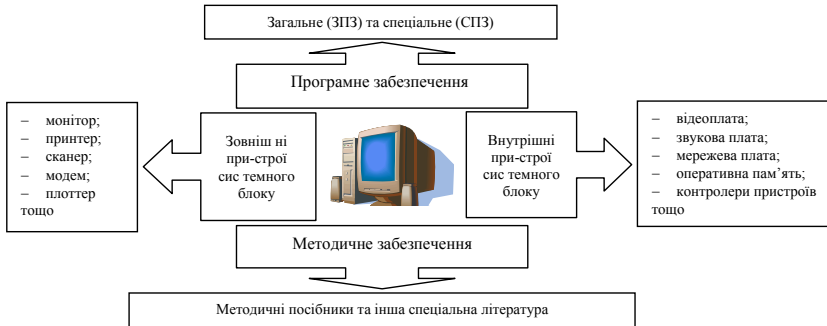 Загальне (ЗПЗ) та спеціальне (СПЗ)
Програмне забезпечення
– монітор;
– принтер;
– сканер;
– модем;
– плоттер
тощо
Зовніш ні
при-строї
сис темного
блоку
Внутрішні
при-строї
сис темного
блоку
– відеоплата;
– звукова плата;
– мережева плата;
– оперативна пам’ять;
– контролери пристроїв
тощо
Методичне забезпечення
Методичні посібники та інша спеціальна література